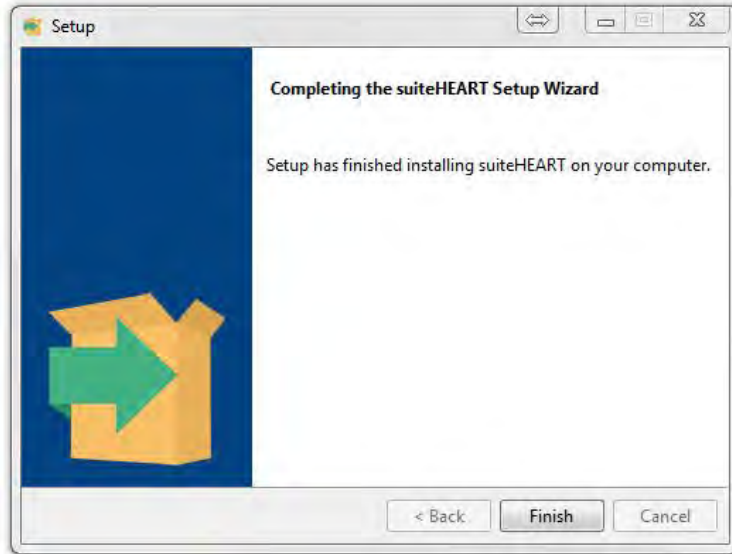 Setup
Completing the suiteHEART Setup Wizard
Setup has finished installing suiteHEART on your computer.
< Back
Finish
Cancel